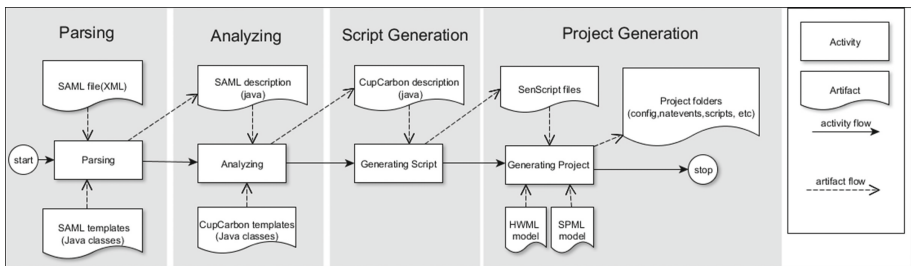 Parsing
Analyzing
Script Generation
Project Generation
SAML file(XML)
SAML description
(java)
CupCarbon description
(java)
SenScript files
Project folders
(config,natevents,scripts, etc)
start
Parsing
Analyzing
Generating Script
Generating Project
stop
SAML templates
(Java classes)
CupCarbon templates
(Java classes)
HWML
model
SPML
model
Activity
Artifact
activity flow
artifact flow